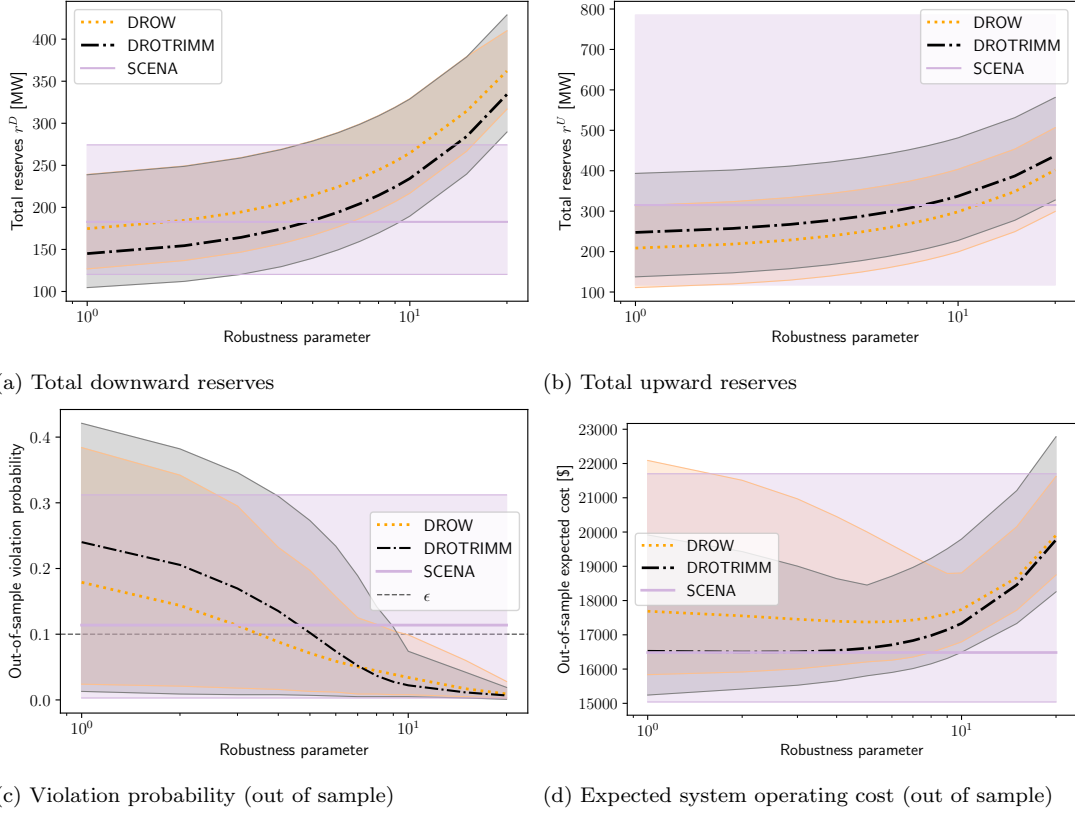 DROW
DROTRIMM
SCENA
400
350
300
250
200
150
100
Total reserves r^D [MW]
10^0
10^1
Robustness parameter
(a) Total downward reserves
DROW
DROTRIMM
SCENA
800
700
600
500
400
300
200
100
Total reserves r^U [MW]
10^0
10^1
Robustness parameter
(b) Total upward reserves
DROW
DROTRIMM
SCENA
ϵ
0.4
0.3
0.2
0.1
0.0
Out-of-sample violation probability
10^0
10^1
Robustness parameter
(c) Violation probability (out of sample)
DROW
DROTRIMM
SCENA
23000
22000
21000
20000
19000
18000
17000
16000
15000
Out-of-sample expected cost [$]
10^0
10^1
Robustness parameter
(d) Expected system operating cost (out of sample)